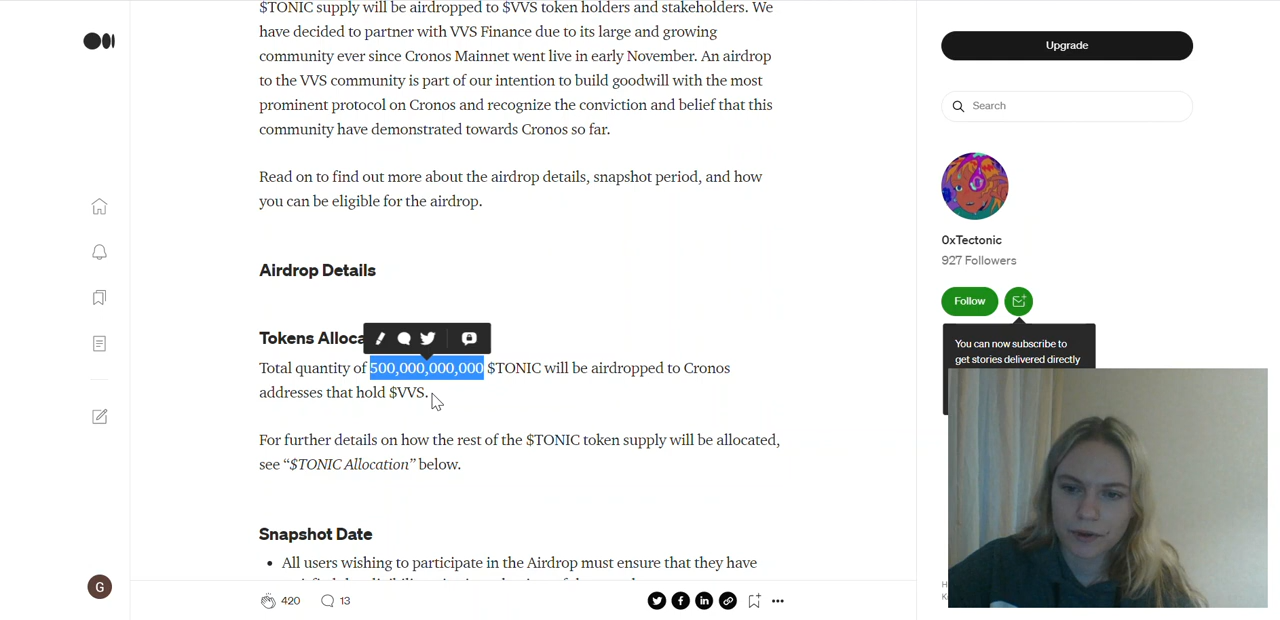 $TONIC supply will be airdropped to $VVS token holders and stakeholders. We
have decided to partner with VVS Finance due to its large and growing
community ever since Cronos Mainnet went live in early November. An airdrop
to the VVS community is part of our intention to build goodwill with the most
prominent protocol on Cronos and recognize the conviction and belief that this
community have demonstrated towards Cronos so far.
Read on to find out more about the airdrop details, snapshot period, and how
you can be eligible for the airdrop.
Airdrop Details
Tokens Alloca
Total quantity of 500,000,000,000 $TONIC will be airdropped to Cronos
addresses that hold $VVS.
For further details on how the rest of the $TONIC token supply will be allocated,
see “$TONIC Allocation” below.
Snapshot Date
• All users wishing to participate in the Airdrop must ensure that they have
420
13
G
Upgrade
Search
0xTectonic
927 Followers
Follow
You can now subscribe to
get stories delivered directly